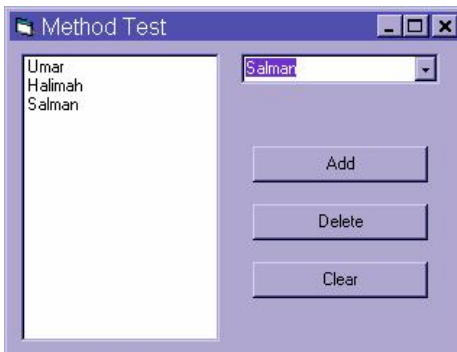 Method Test
Umar
Halimah
Salman
Salman
Add
Delete
Clear